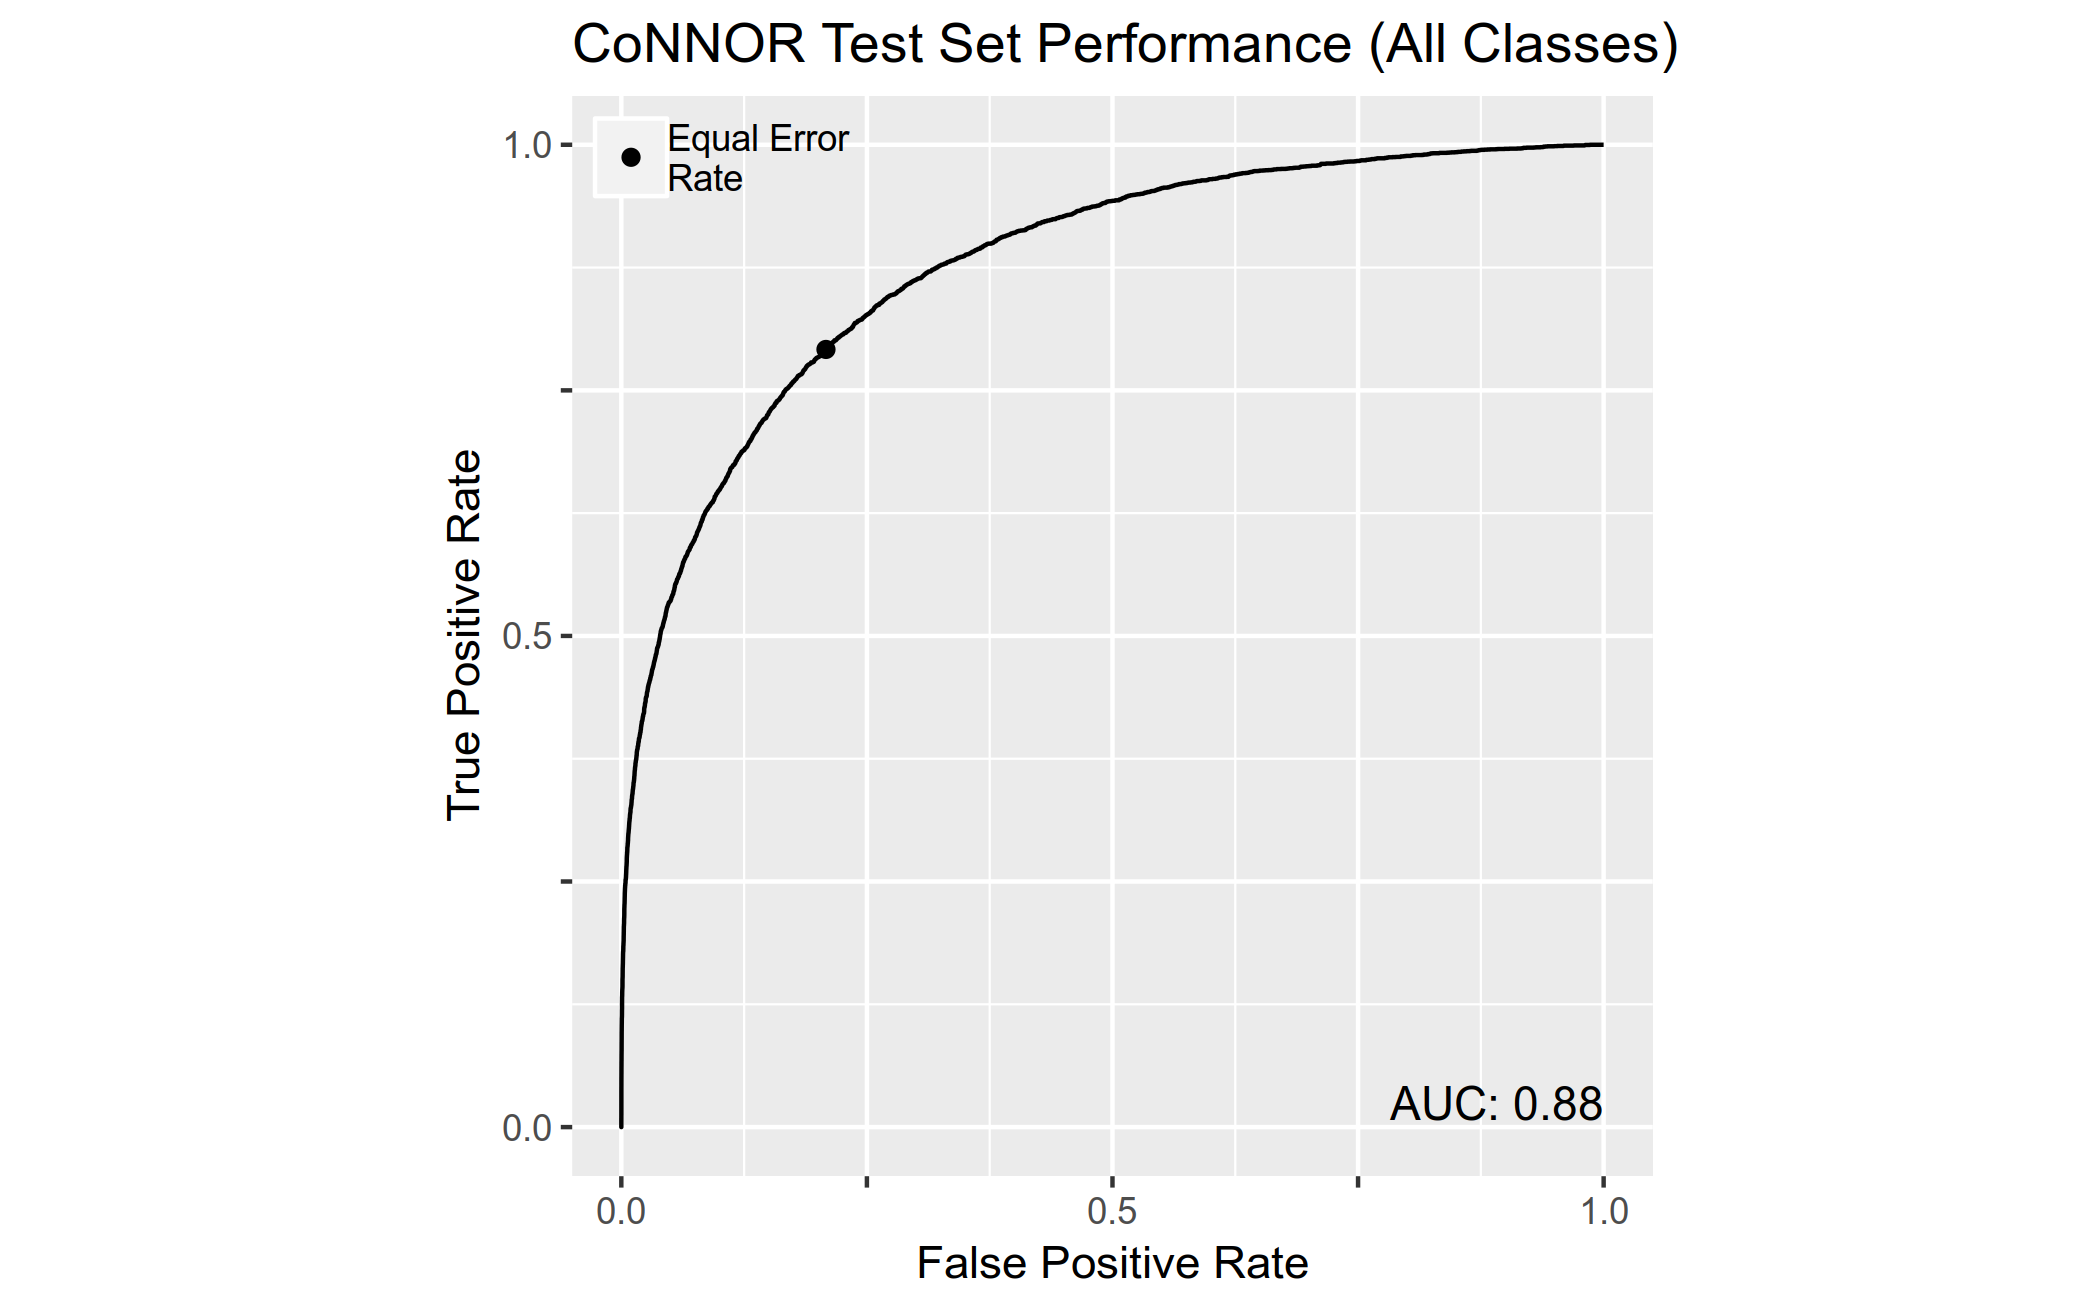 CoNNOR Test Set Performance (All Classes)
Equal Error
Rate
1.0
0.5
0.0
True Positive Rate
AUC: 0.88
0.0
0.5
1.0
False Positive Rate